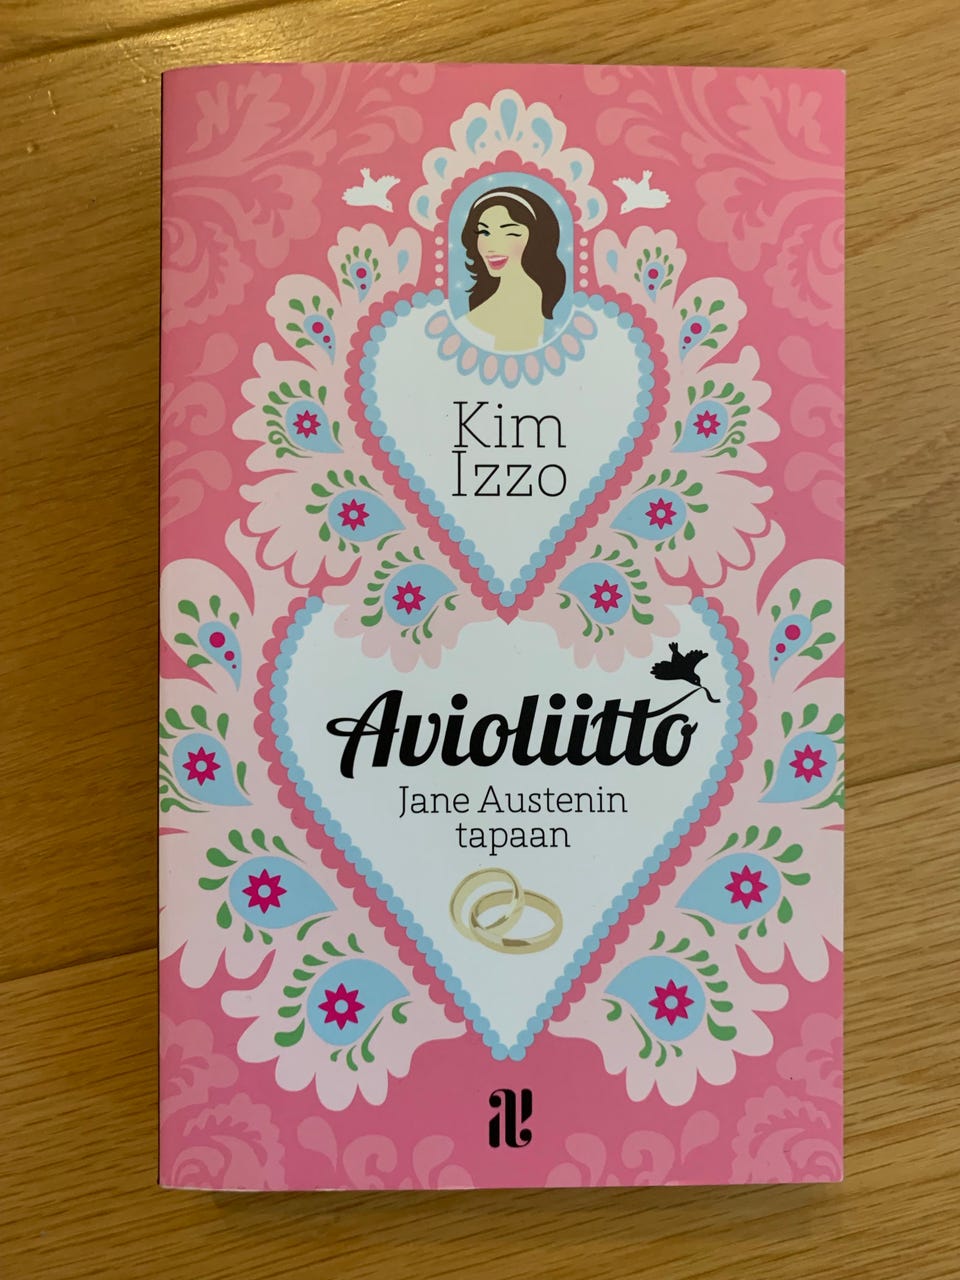 Kim
Izzo
Avioliitto
Jane Austenin
tapaan